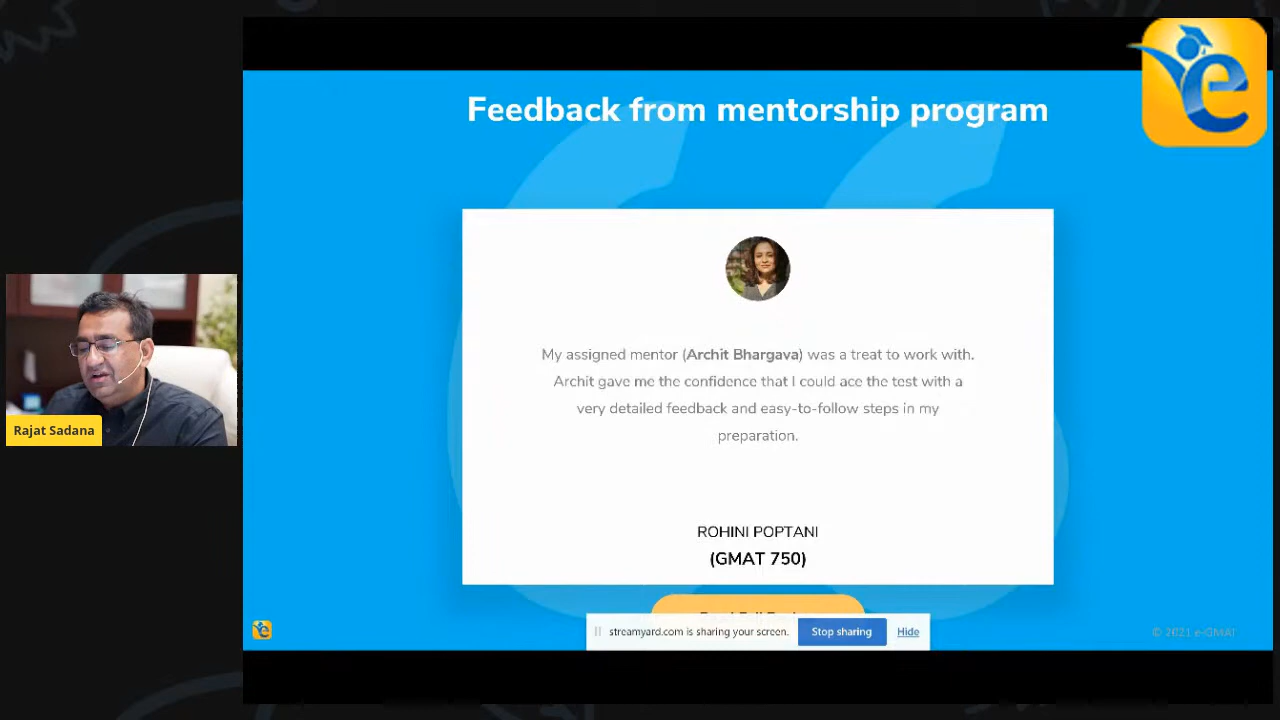 Feedback from mentorship program
My assigned mentor (Archit Bhargava) was a treat to work with.
Archit gave me the confidence that I could ace the test with a
very detailed feedback and easy-to-follow steps in my
preparation.
ROHINI POPTANI
(GMAT 750)
streamyard.com is sharing your screen.
Stop sharing
Hide
© 2021 e-GMAT
Rajat Sadana